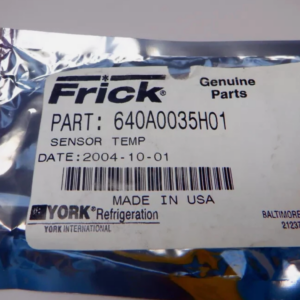 Frick®
Genuine Parts
PART: 640A0035H01
SENSOR TEMP
DATE: 2004-10-01
MADE IN USA
YORK® Refrigeration
YORK INTERNATIONAL
BALTIMORE
21237